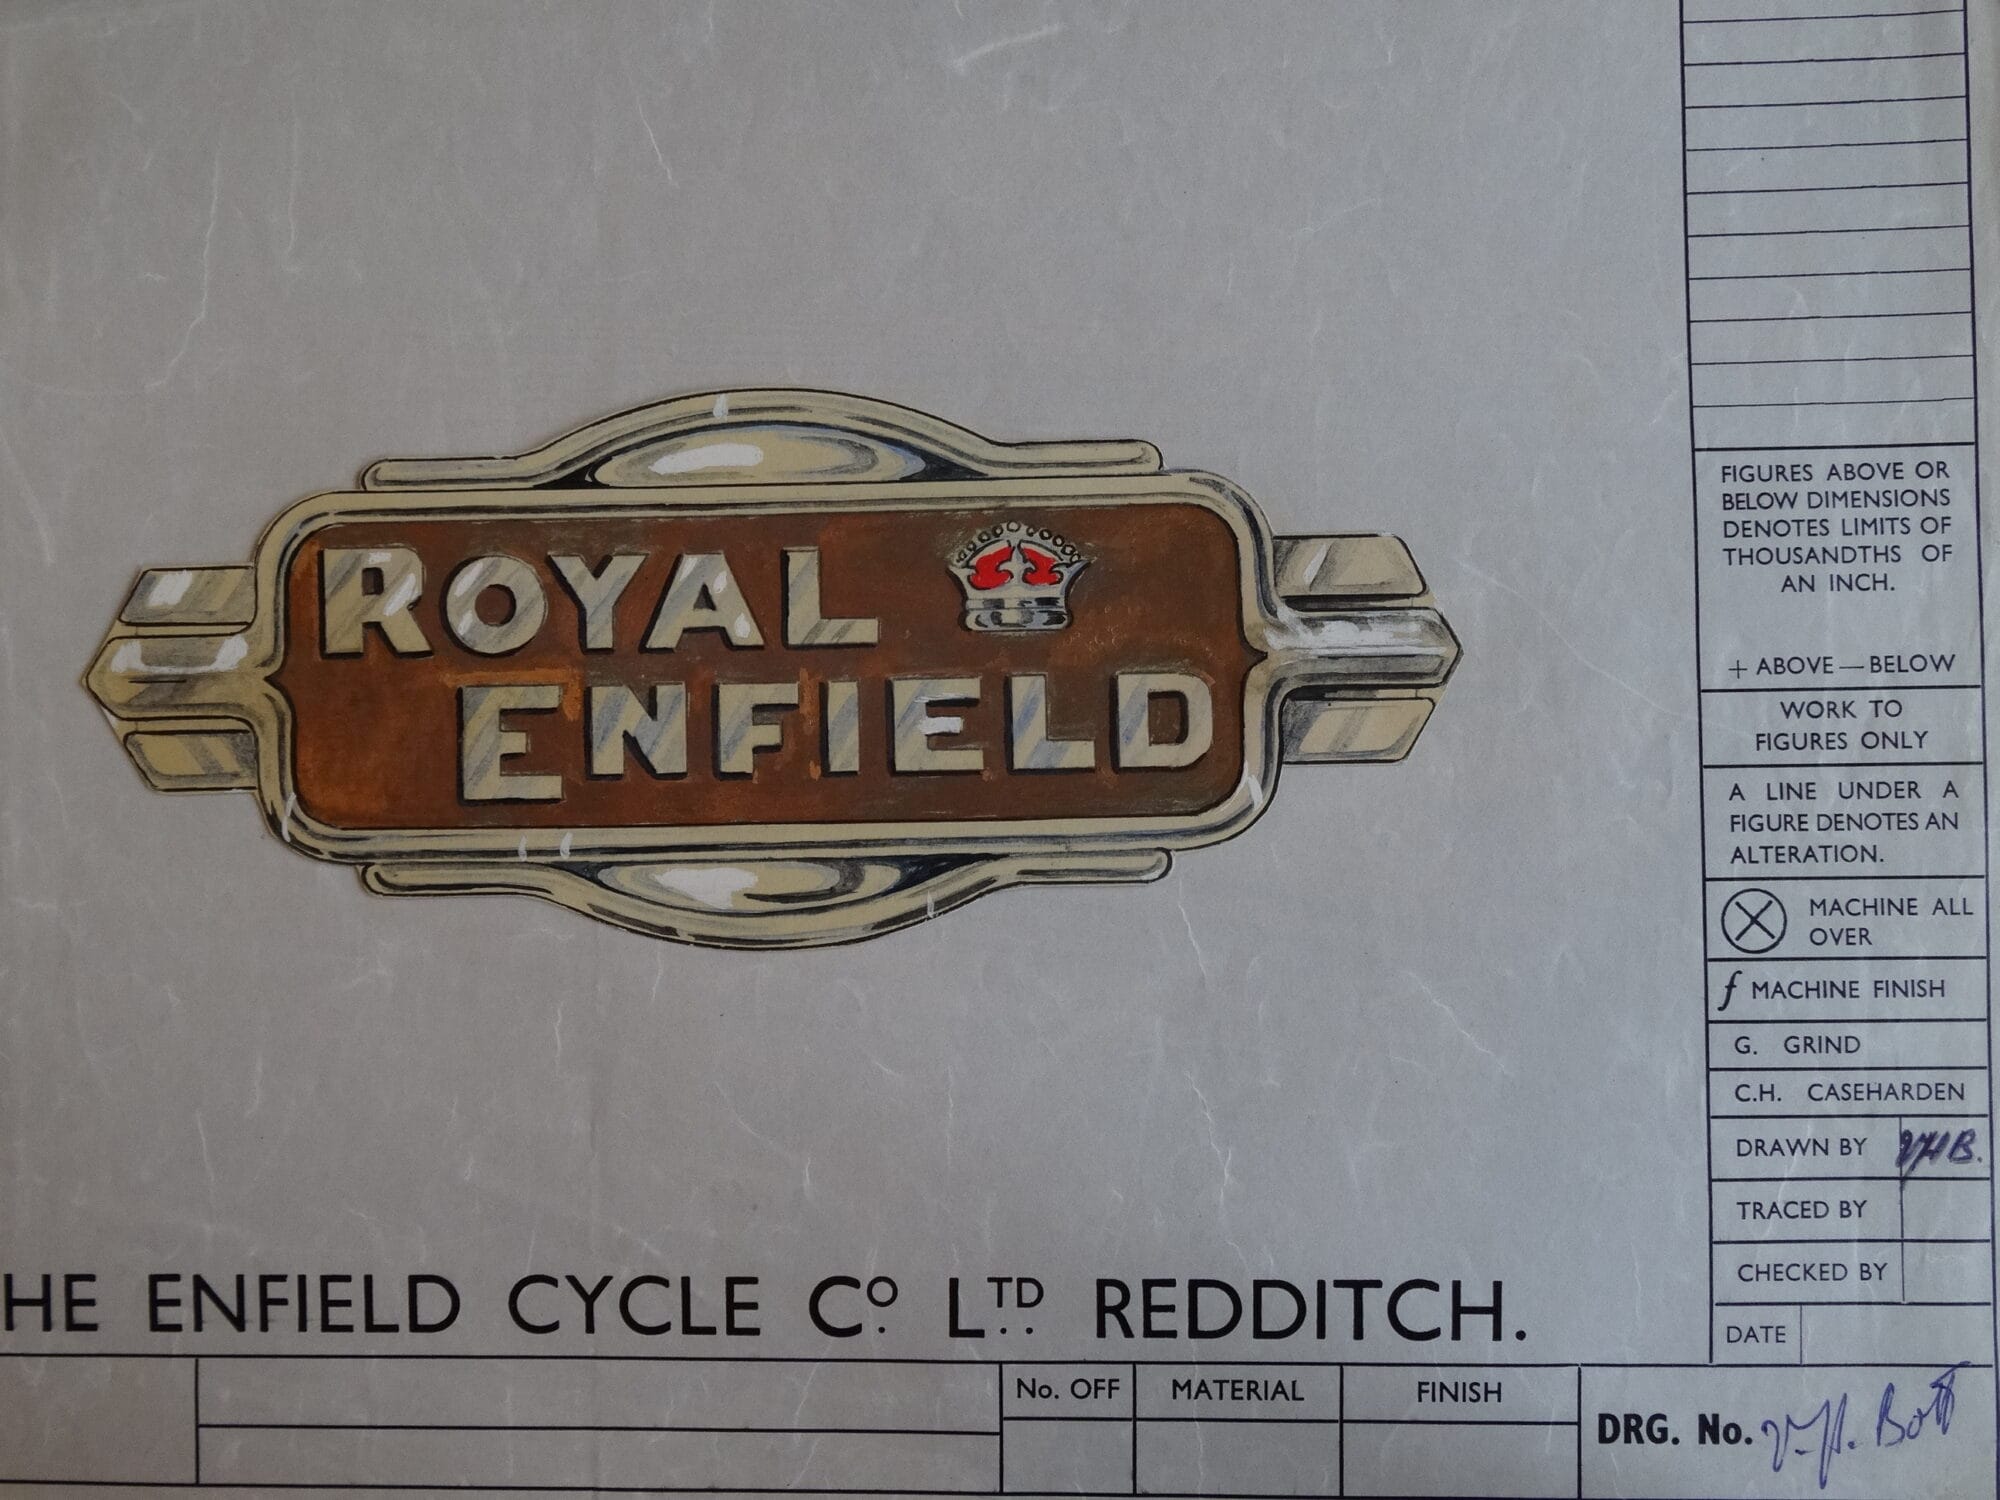 ROYAL
ENFIELD
FIGURES ABOVE OR
BELOW DIMENSIONS
DENOTES LIMITS OF
THOUSANDTHS OF
AN INCH.
+ ABOVE — BELOW
WORK TO
FIGURES ONLY
A LINE UNDER A
FIGURE DENOTES AN
ALTERATION.
MACHINE ALL
OVER
f MACHINE FINISH
G. GRIND
C.H. CASEHARDEN
DRAWN BY VHB.
TRACED BY
CHECKED BY
DATE
HE ENFIELD CYCLE CO. LTD. REDDITCH.
No. OFF MATERIAL FINISH
DRG. No. V.H. Bott